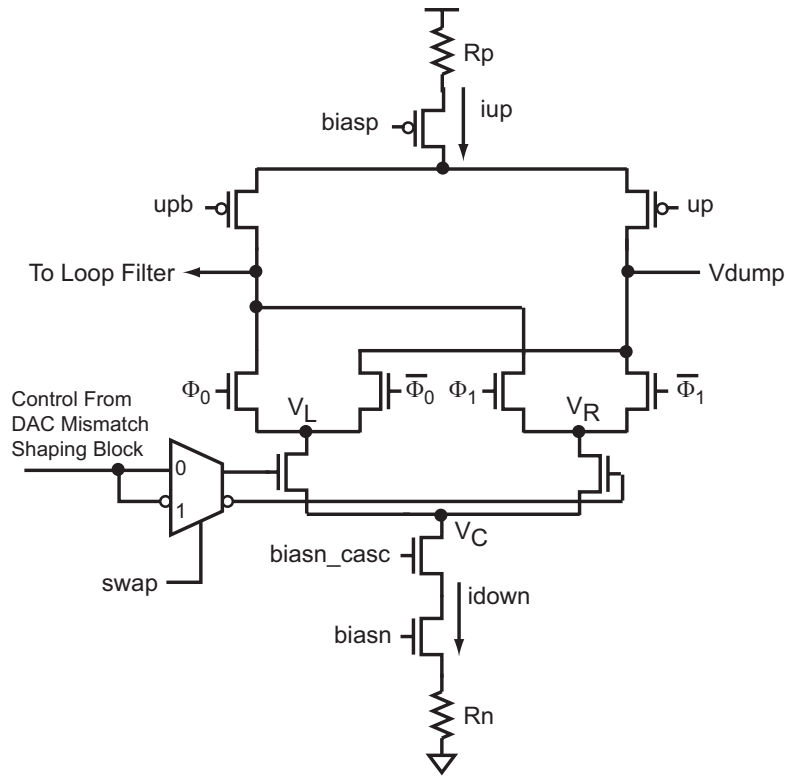 Rp
biasp
iup
upb
up
To Loop Filter
Vdump
Φ0
Φ̅0
Φ1
Φ̅1
VL
VR
Control From
DAC Mismatch
Shaping Block
0
1
VC
swap
biasn_casc
idown
biasn
Rn